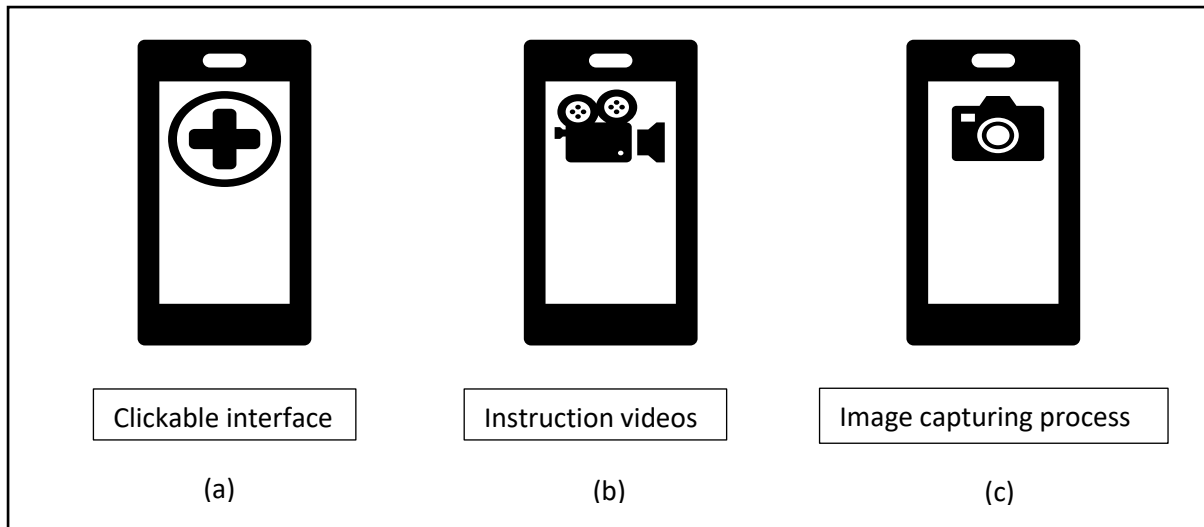 Clickable interface
Instruction videos
Image capturing process
(a)
(b)
(c)